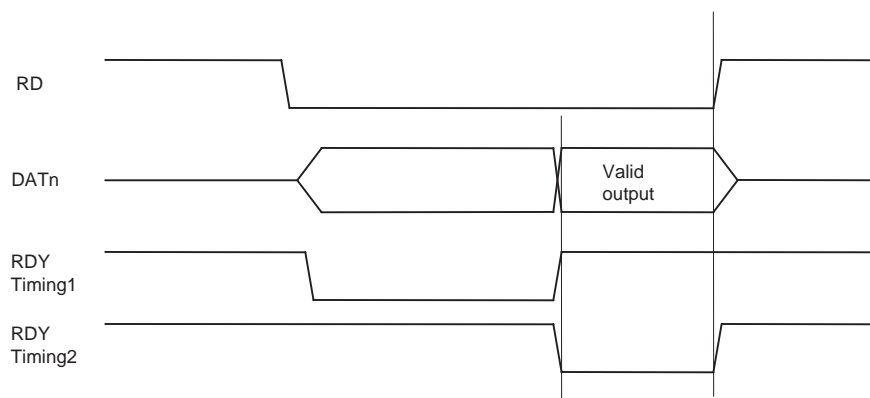 RD
DATn
Valid
output
RDY
Timing1
RDY
Timing2